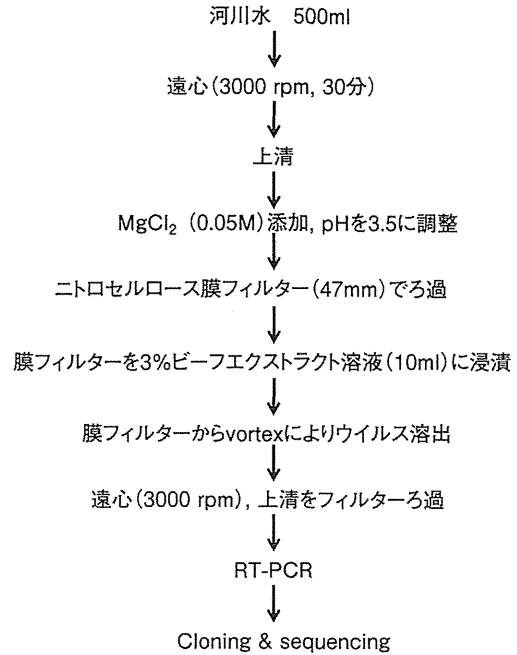 河川水　500ml
遠心（3000 rpm, 30分）
上清
MgCl₂（0.05M）添加, pHを3.5に調整
ニトロセルロース膜フィルター（47mm）でろ過
膜フィルターを3%ビーフエクストラクト溶液（10ml）に浸漬
膜フィルターからvortexによりウイルス溶出
遠心（3000 rpm）, 上清をフィルターろ過
RT-PCR
Cloning & sequencing